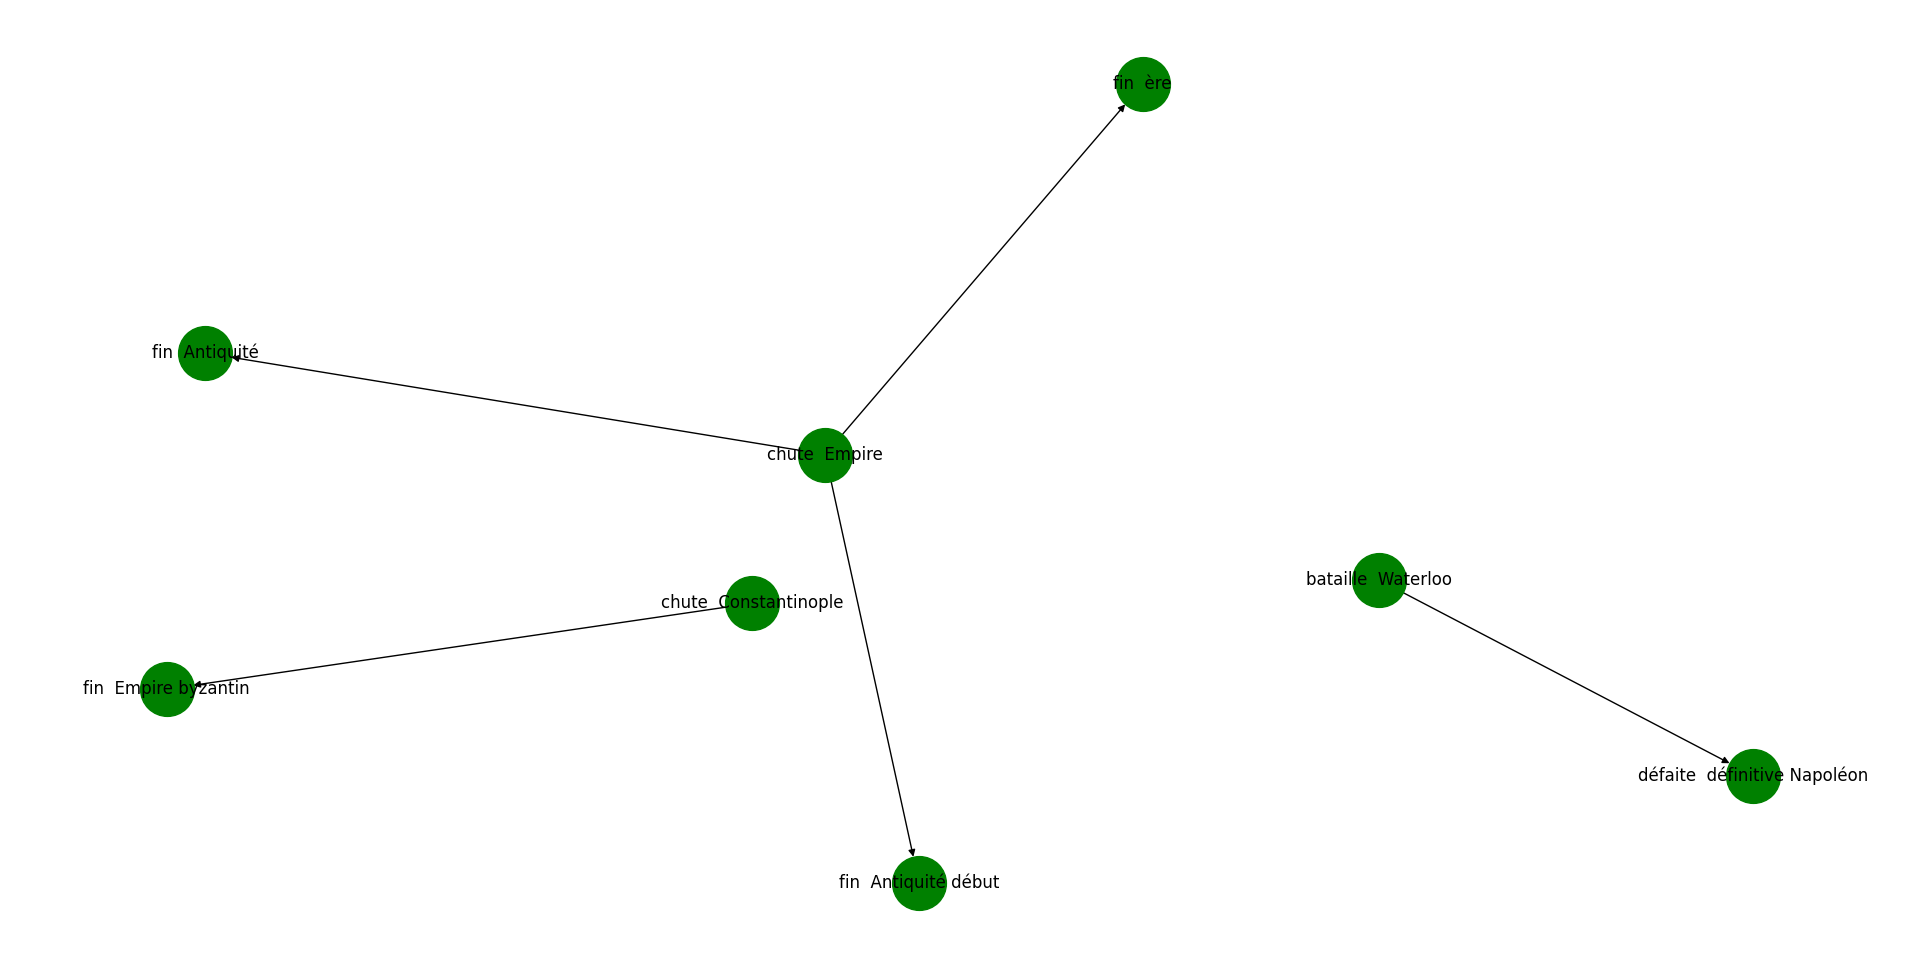 fin  ère
fin  Antiquité
chute  Empire
bataille  Waterloo
chute  Constantinople
fin  Empire byzantin
défaite  définitive Napoléon
fin  Antiquité début